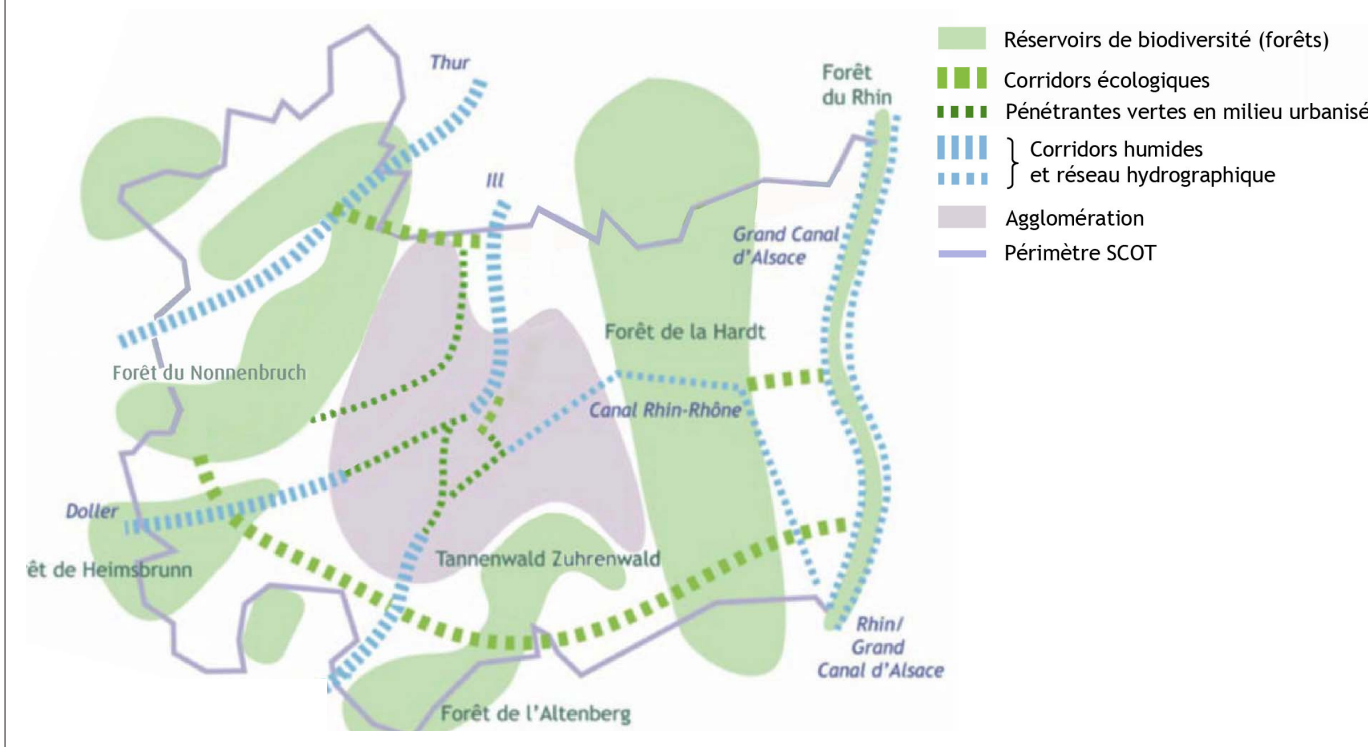 Thur
Ill
Forêt
du Rhin
Grand Canal
d'Alsace
Forêt de la Hardt
Forêt du Nonnenbruch
Canal Rhin-Rhône
Doller
Tannenwald Zuhrenwald
êt de Heimsbrunn
Rhin/
Grand
Canal d'Alsace
Forêt de l'Altenberg
Réservoirs de biodiversité (forêts)
Corridors écologiques
Pénétrantes vertes en milieu urbanisé
Corridors humides
et réseau hydrographique
Agglomération
Périmètre SCOT